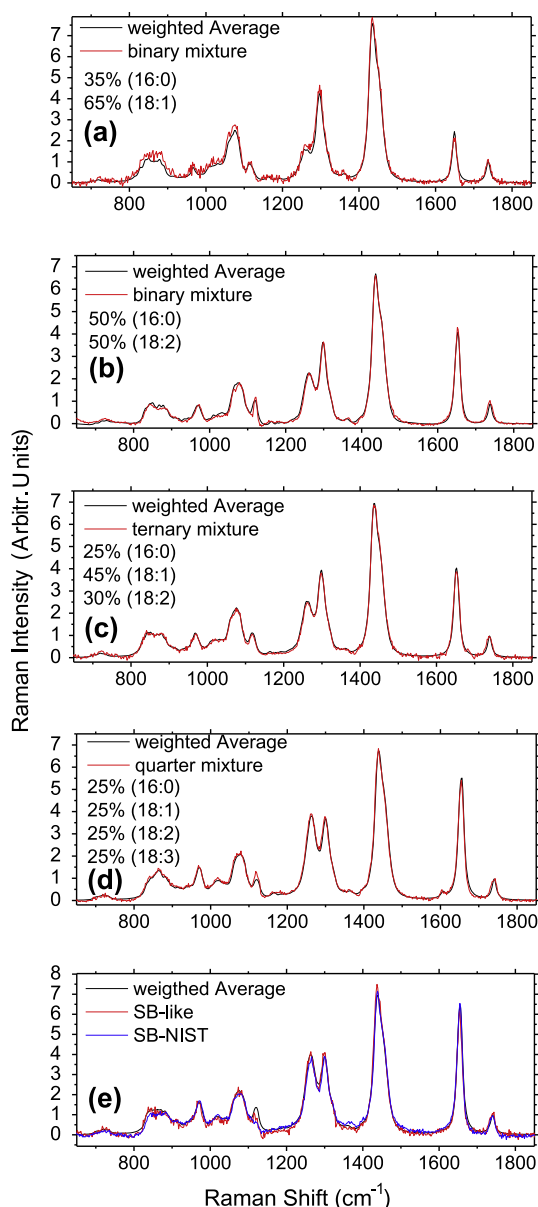 7
6
5
4
3
2
1
0
weighted Average
binary mixture
35% (16:0)
65% (18:1)
(a)
800 1000 1200 1400 1600 1800
7
6
5
4
3
2
1
0
weighted Average
binary mixture
50% (16:0)
50% (18:2)
(b)
800 1000 1200 1400 1600 1800
Raman Intensity (Arbitr. Units)
7
6
5
4
3
2
1
0
weighted Average
ternary mixture
25% (16:0)
45% (18:1)
30% (18:2)
(c)
800 1000 1200 1400 1600 1800
7
6
5
4
3
2
1
0
weighted Average
quarter mixture
25% (16:0)
25% (18:1)
25% (18:2)
25% (18:3)
(d)
800 1000 1200 1400 1600 1800
8
7
6
5
4
3
2
1
0
weigthed Average
SB-like
SB-NIST
(e)
800 1000 1200 1400 1600 1800
Raman Shift (cm⁻¹)